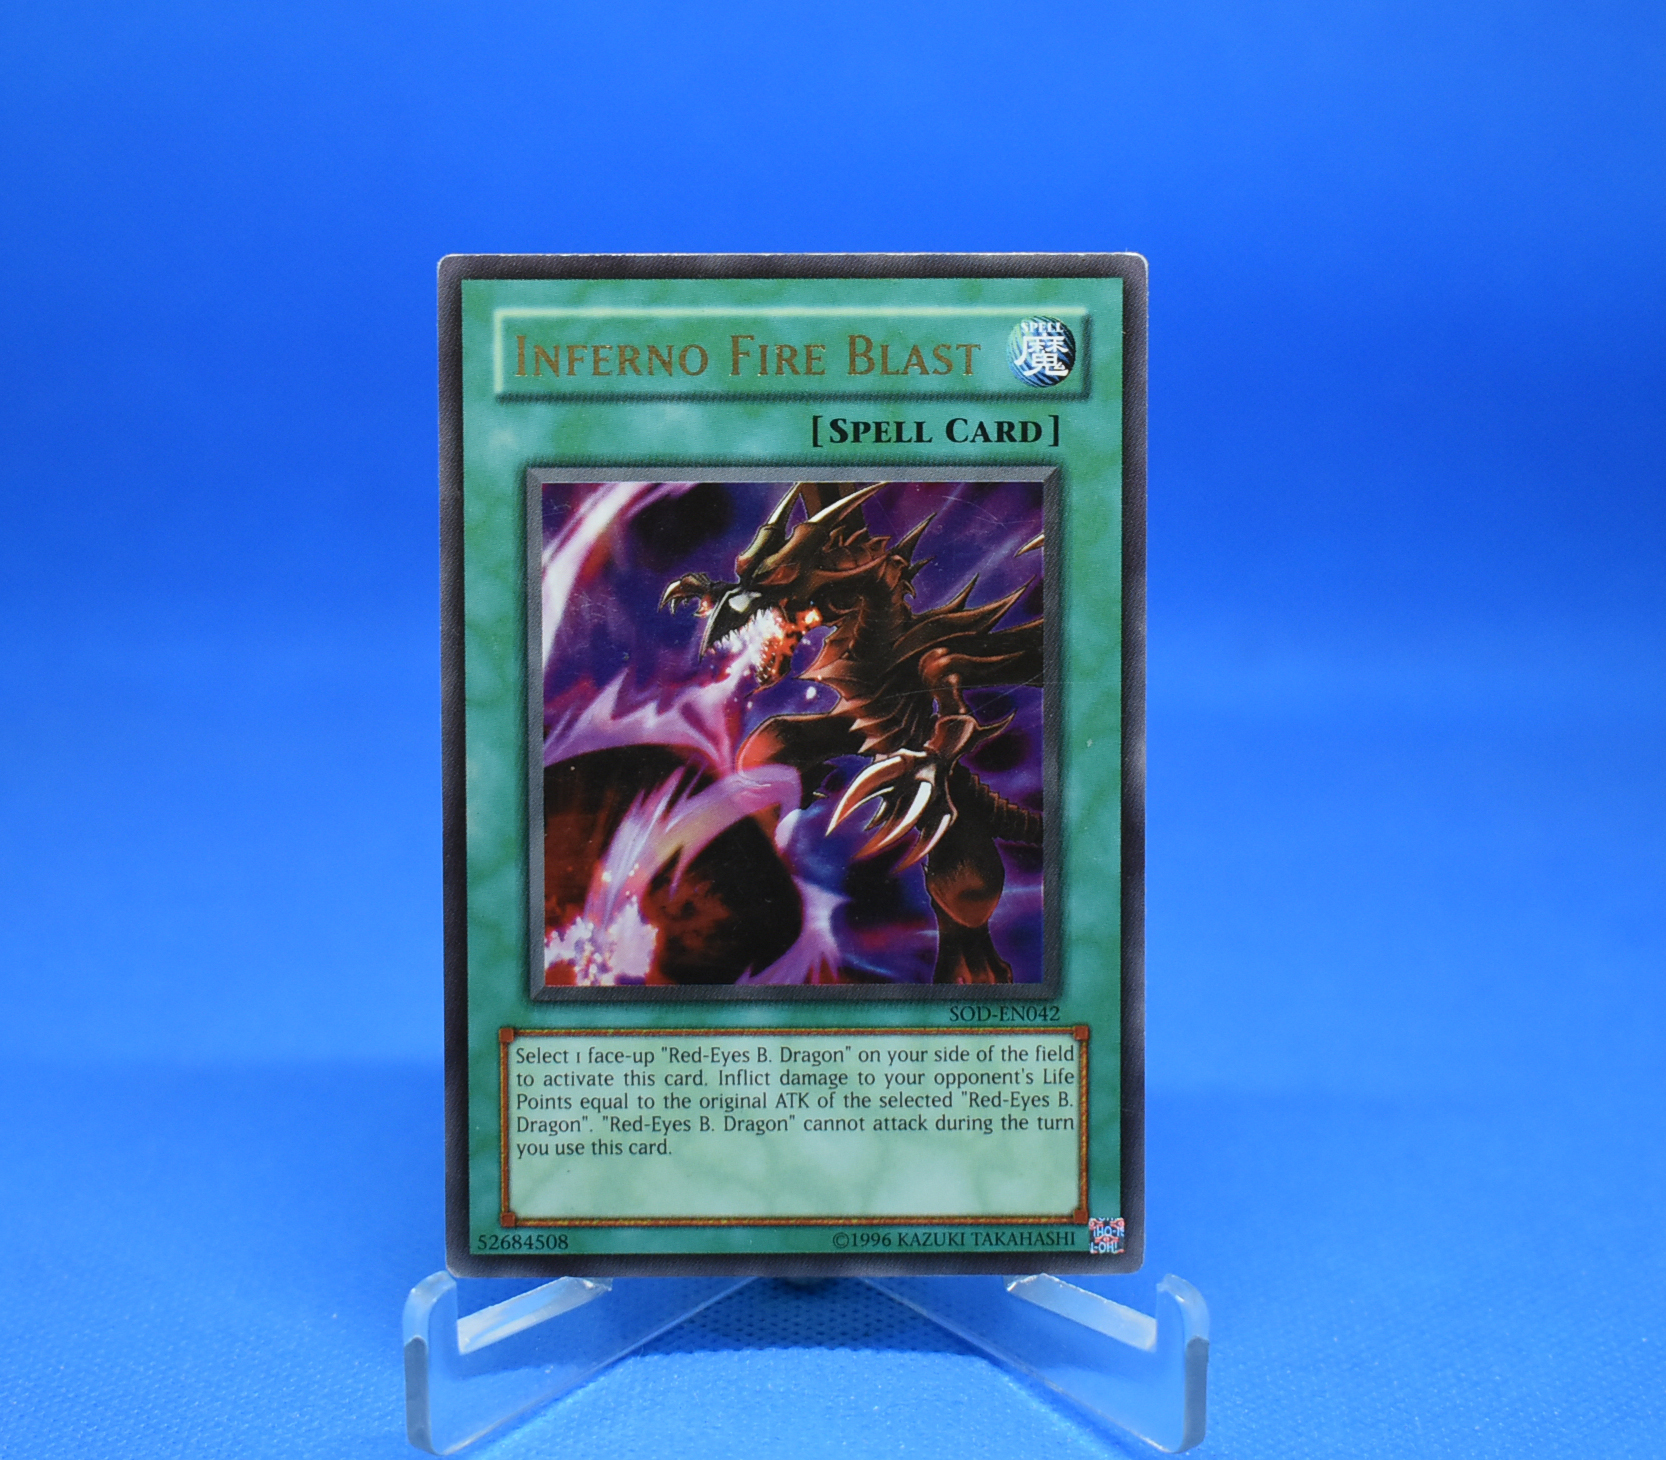 INFERNO FIRE BLAST
SPELL
魔
[SPELL CARD]
SOD-EN042
Select 1 face-up "Red-Eyes B. Dragon" on your side of the field
to activate this card. Inflict damage to your opponent's Life
Points equal to the original ATK of the selected "Red-Eyes B.
Dragon". "Red-Eyes B. Dragon" cannot attack during the turn
you use this card.
52684508
©1996 KAZUKI TAKAHASHI